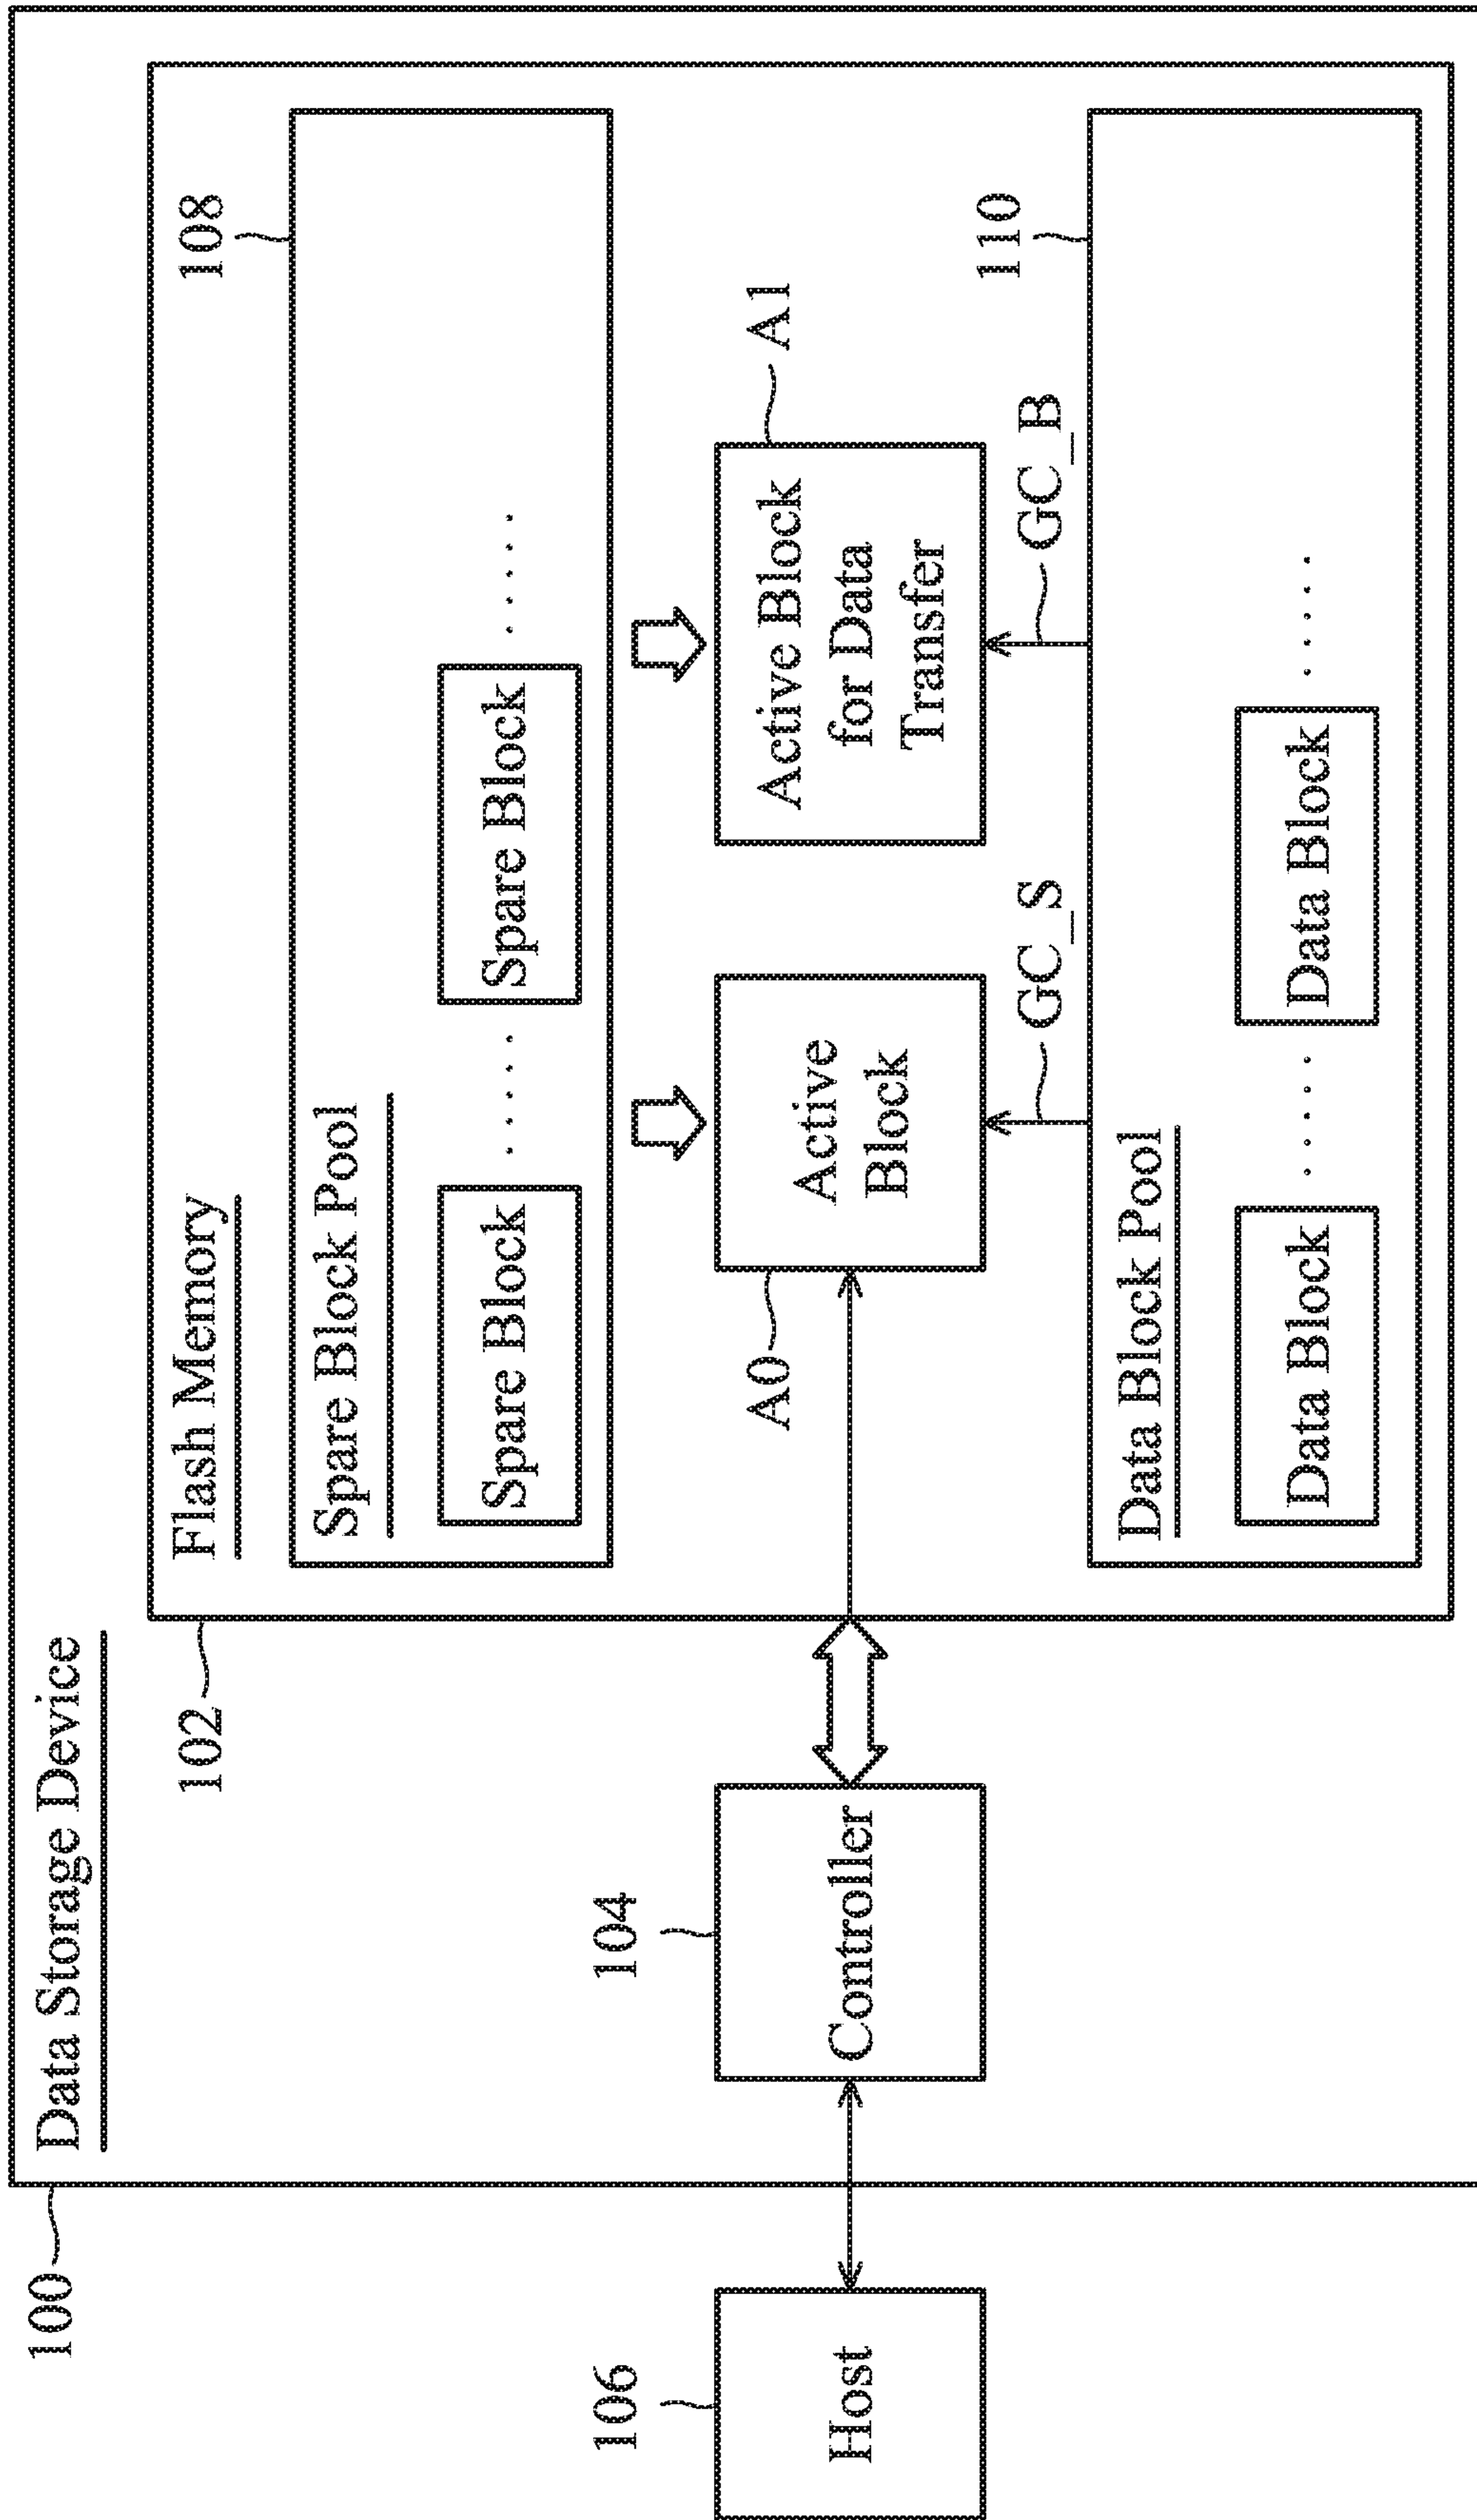 100
Data Storage Device
102
Flash Memory
108
Spare Block Pool
Spare Block
. . . .
Spare Block
. . . .
106
Host
104
Controller
A0
Active
Block
A1
Active Block
for Data
Transfer
GC_S
GC_B
110
Data Block Pool
Data Block
. . . .
Data Block
. . . .